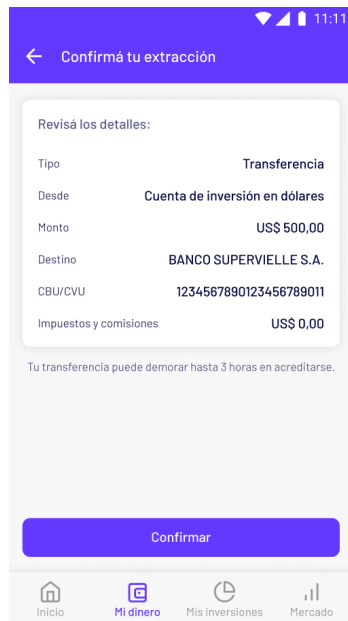 11:11
Confirmá tu extracción
Revisá los detalles:
Tipo Transferencia
Desde Cuenta de inversión en dólares
Monto US$ 500,00
Destino BANCO SUPERVIELLE S.A.
CBU/CVU 1234567890123456789011
Impuestos y comisiones US$ 0,00
Tu transferencia puede demorar hasta 3 horas en acreditarse.
Confirmar
Inicio Mi dinero Mis inversiones Mercado